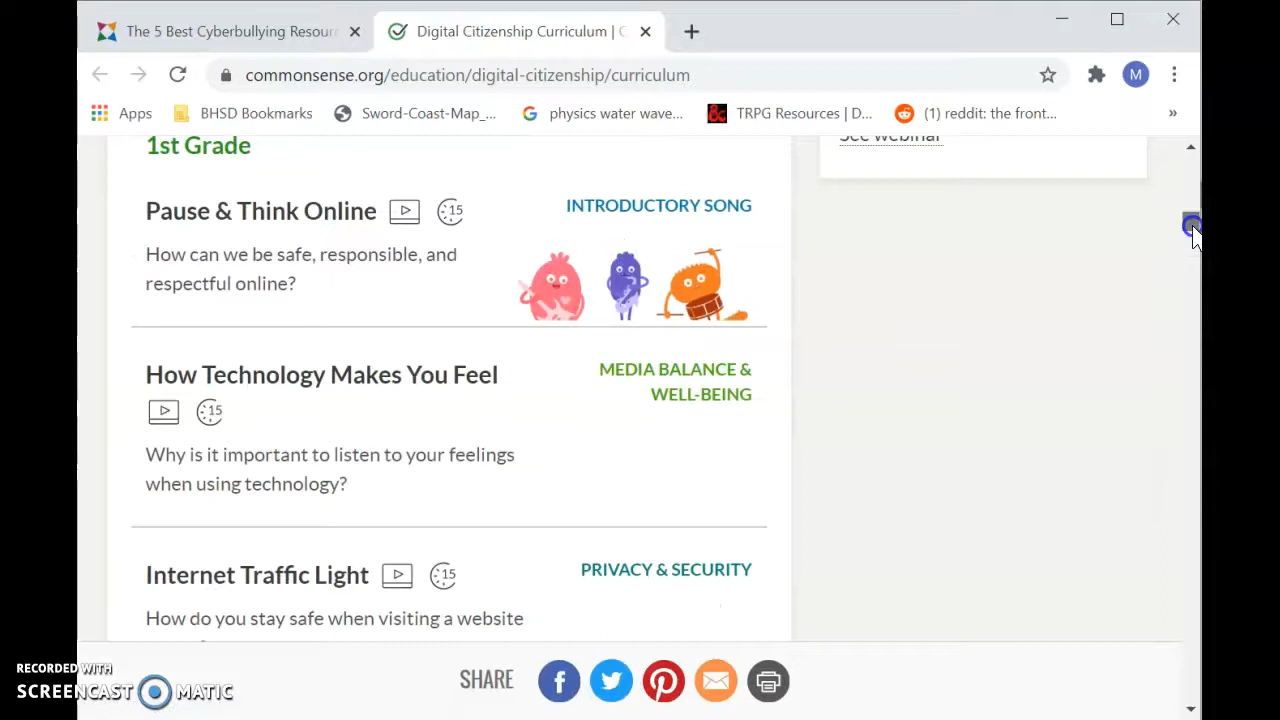 The 5 Best Cyberbullying Resour
Digital Citizenship Curriculum | C
commonsense.org/education/digital-citizenship/curriculum
M
Apps
BHSD Bookmarks
Sword-Coast-Map_...
physics water wave...
TRPG Resources | D...
(1) reddit: the front...
»
See webinar
1st Grade
Pause & Think Online
15
INTRODUCTORY SONG
How can we be safe, responsible, and
respectful online?
How Technology Makes You Feel
15
MEDIA BALANCE &
WELL-BEING
Why is it important to listen to your feelings
when using technology?
Internet Traffic Light
15
PRIVACY & SECURITY
How do you stay safe when visiting a website
SHARE
RECORDED WITH
SCREENCAST MATIC